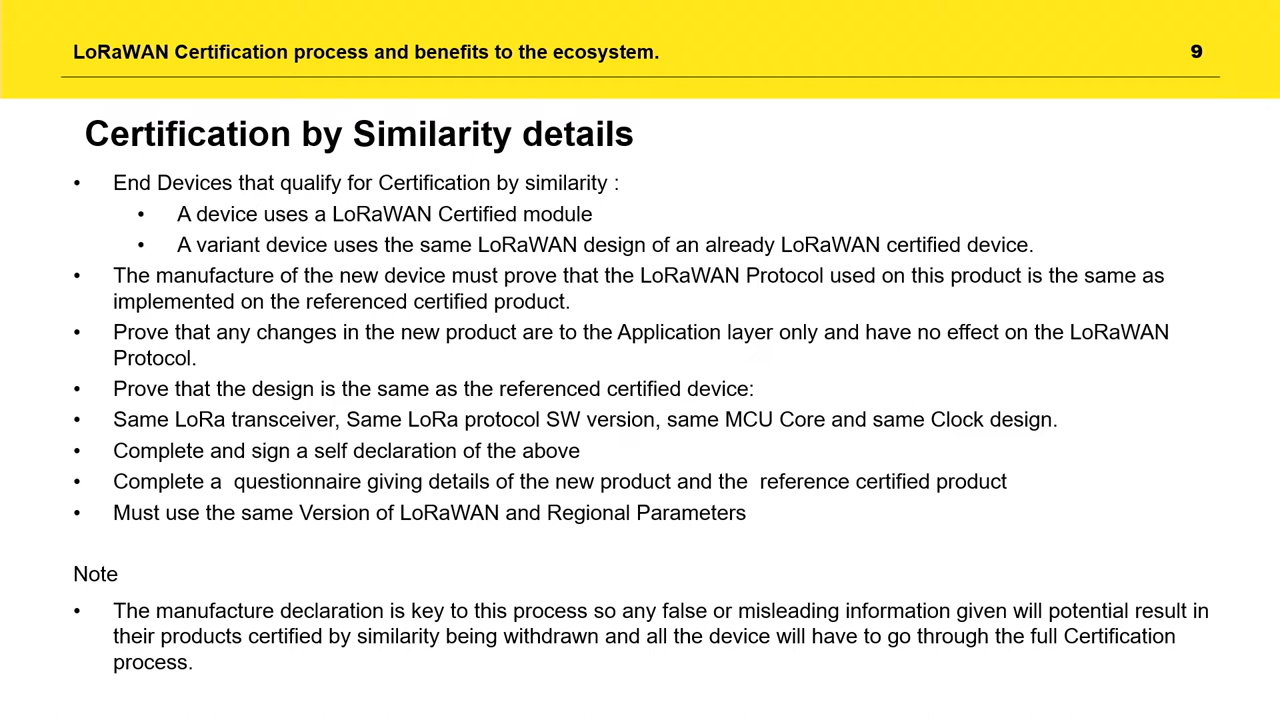 LoRaWAN Certification process and benefits to the ecosystem.
9
Certification by Similarity details
• End Devices that qualify for Certification by similarity :
• A device uses a LoRaWAN Certified module
• A variant device uses the same LoRaWAN design of an already LoRaWAN certified device.
• The manufacture of the new device must prove that the LoRaWAN Protocol used on this product is the same as
implemented on the referenced certified product.
• Prove that any changes in the new product are to the Application layer only and have no effect on the LoRaWAN
Protocol.
• Prove that the design is the same as the referenced certified device:
• Same LoRa transceiver, Same LoRa protocol SW version, same MCU Core and same Clock design.
• Complete and sign a self declaration of the above
• Complete a  questionnaire giving details of the new product and the  reference certified product
• Must use the same Version of LoRaWAN and Regional Parameters
Note
• The manufacture declaration is key to this process so any false or misleading information given will potential result in
their products certified by similarity being withdrawn and all the device will have to go through the full Certification
process.